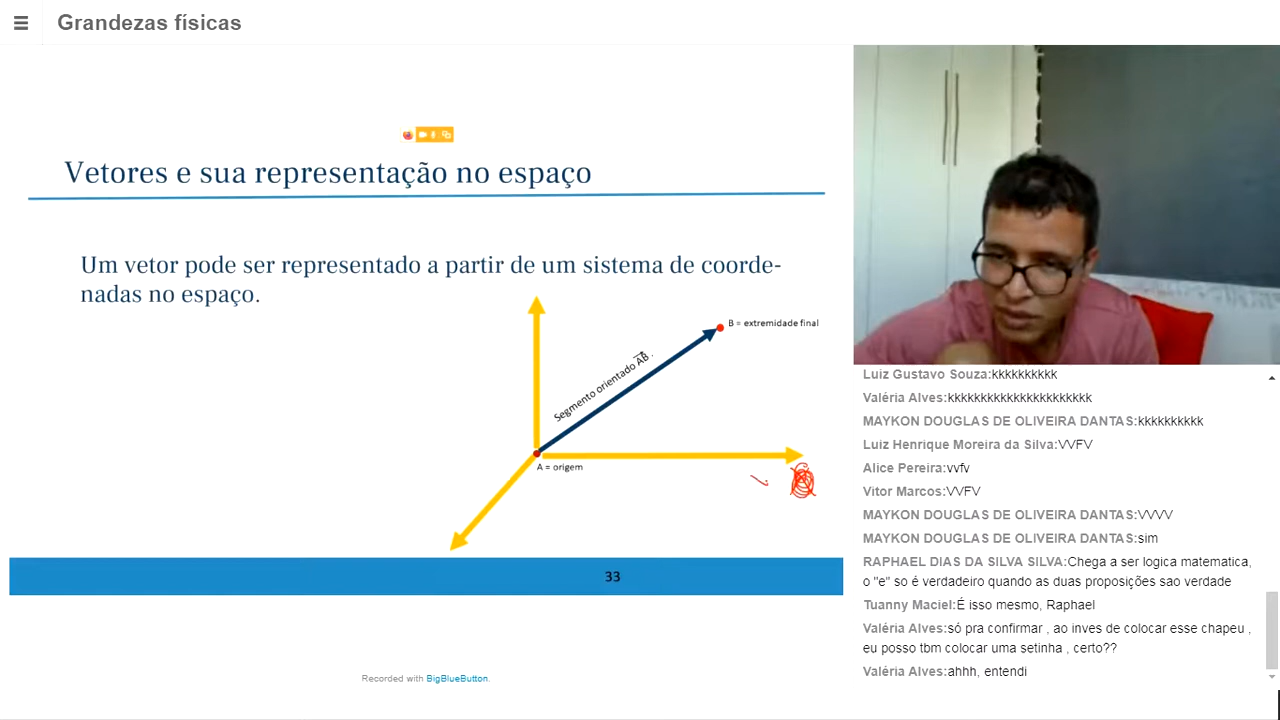 Grandezas físicas
Vetores e sua representação no espaço
Um vetor pode ser representado a partir de um sistema de coorde-
nadas no espaço.
B = extremidade final
Segmento orientado AB .
A = origem
33
Recorded with BigBlueButton.
Luiz Gustavo Souza:kkkkkkkkkk
Valéria Alves:kkkkkkkkkkkkkkkkkkkkkk
MAYKON DOUGLAS DE OLIVEIRA DANTAS:kkkkkkkkkk
Luiz Henrique Moreira da Silva:VVFV
Alice Pereira:vvfv
Vitor Marcos:VVFV
MAYKON DOUGLAS DE OLIVEIRA DANTAS:VVVV
MAYKON DOUGLAS DE OLIVEIRA DANTAS:sim
RAPHAEL DIAS DA SILVA SILVA:Chega a ser logica matematica,
o "e" so é verdadeiro quando as duas proposições sao verdade
Tuanny Maciel:É isso mesmo, Raphael
Valéria Alves:só pra confirmar , ao inves de colocar esse chapeu ,
eu posso tbm colocar uma setinha , certo??
Valéria Alves:ahhh, entendi